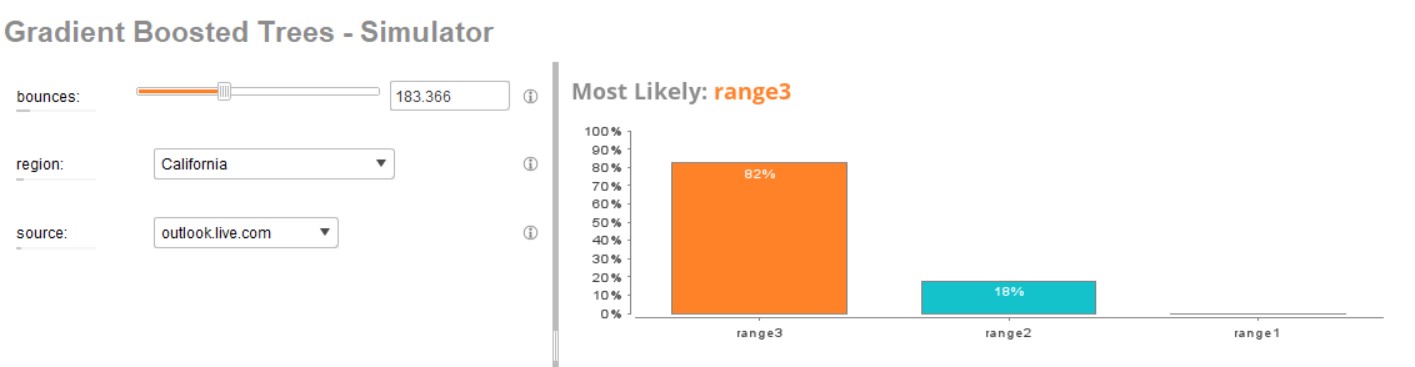 Gradient Boosted Trees - Simulator
bounces:
183.366
region:
California
source:
outlook.live.com
Most Likely: range3
100%
90%
80%
70%
60%
50%
40%
30%
20%
10%
0%
82%
18%
range3
range2
range1